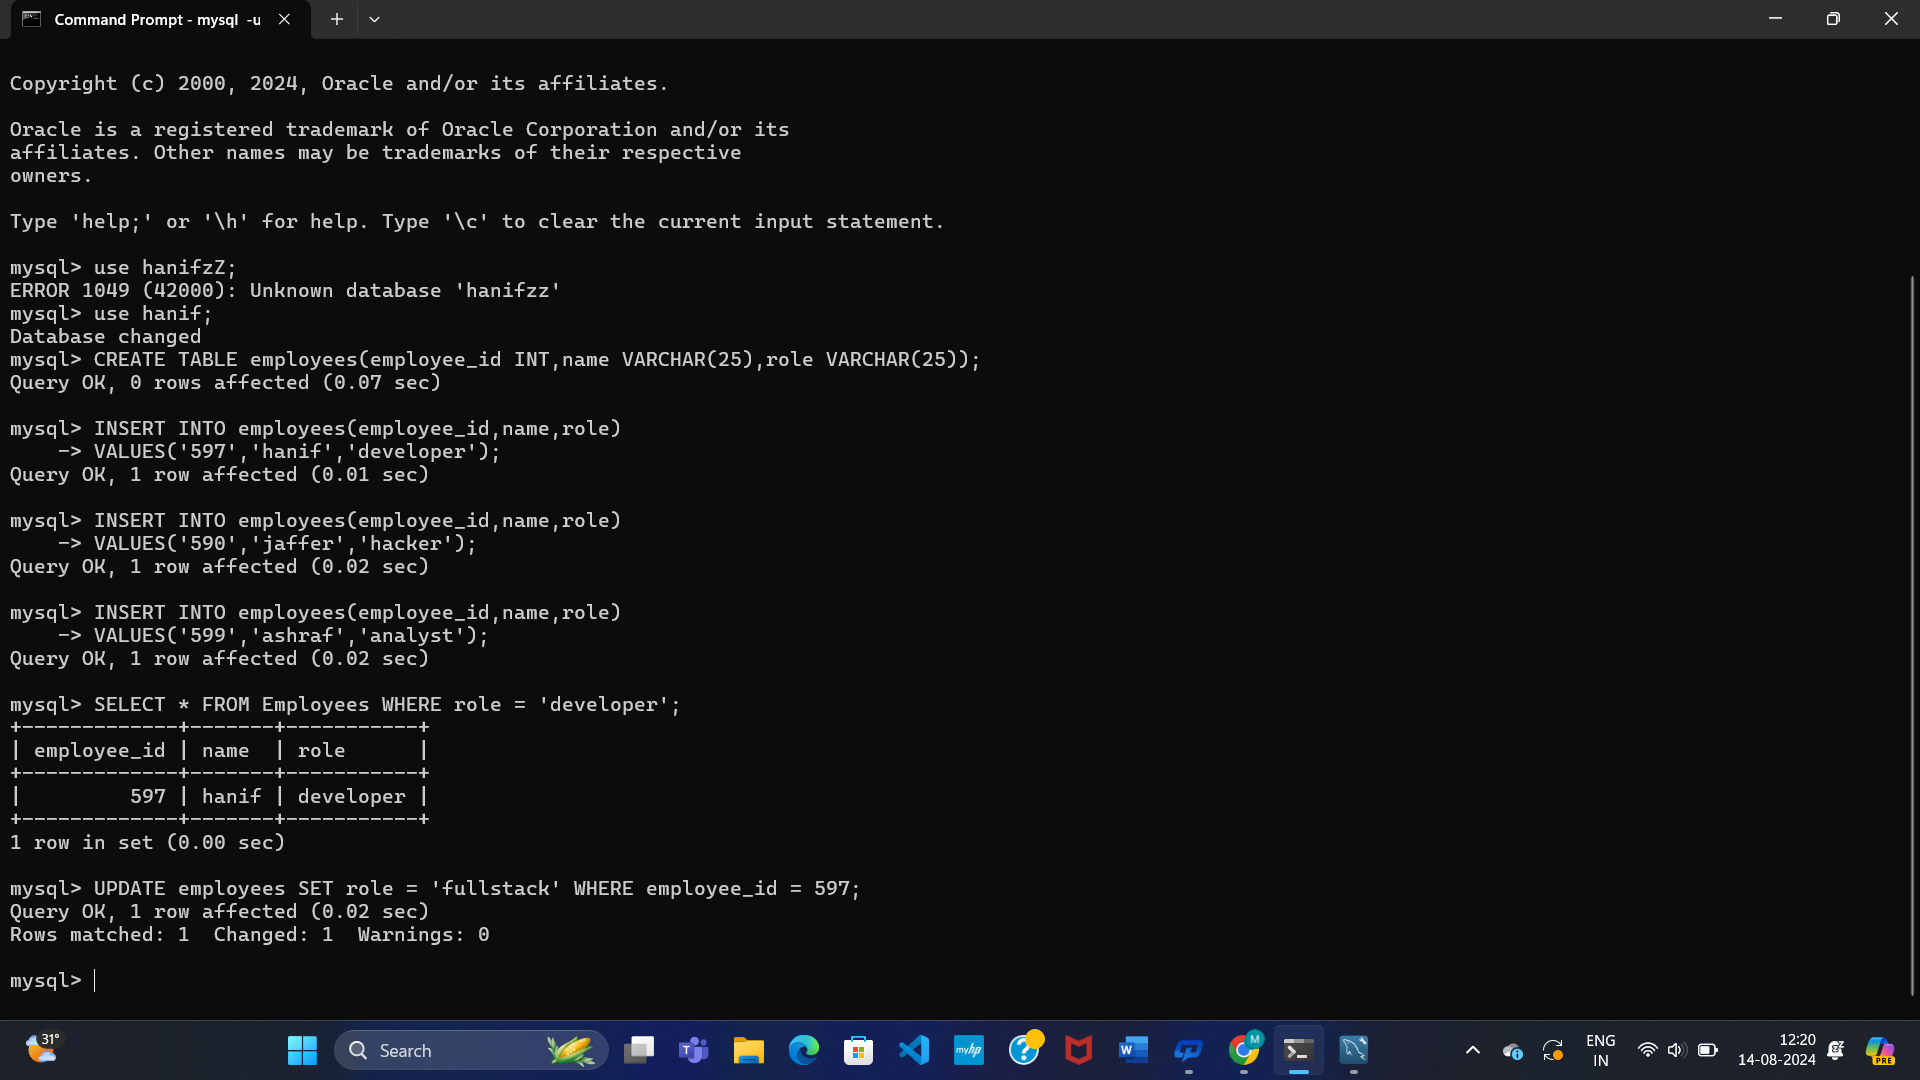 Command Prompt - mysql  -u
Copyright (c) 2000, 2024, Oracle and/or its affiliates.
Oracle is a registered trademark of Oracle Corporation and/or its
affiliates. Other names may be trademarks of their respective
owners.
Type 'help;' or '\h' for help. Type '\c' to clear the current input statement.
mysql> use hanifzZ;
ERROR 1049 (42000): Unknown database 'hanifzz'
mysql> use hanif;
Database changed
mysql> CREATE TABLE employees(employee_id INT,name VARCHAR(25),role VARCHAR(25));
Query OK, 0 rows affected (0.07 sec)
mysql> INSERT INTO employees(employee_id,name,role)
    -> VALUES('597','hanif','developer');
Query OK, 1 row affected (0.01 sec)
mysql> INSERT INTO employees(employee_id,name,role)
    -> VALUES('590','jaffer','hacker');
Query OK, 1 row affected (0.02 sec)
mysql> INSERT INTO employees(employee_id,name,role)
    -> VALUES('599','ashraf','analyst');
Query OK, 1 row affected (0.02 sec)
mysql> SELECT * FROM Employees WHERE role = 'developer';
+-------------+-------+-----------+
| employee_id | name  | role      |
+-------------+-------+-----------+
|         597 | hanif | developer |
+-------------+-------+-----------+
1 row in set (0.00 sec)
mysql> UPDATE employees SET role = 'fullstack' WHERE employee_id = 597;
Query OK, 1 row affected (0.02 sec)
Rows matched: 1  Changed: 1  Warnings: 0
mysql>
31°
Search
myhp
M
ENG
IN
12:20
14-08-2024
PRE